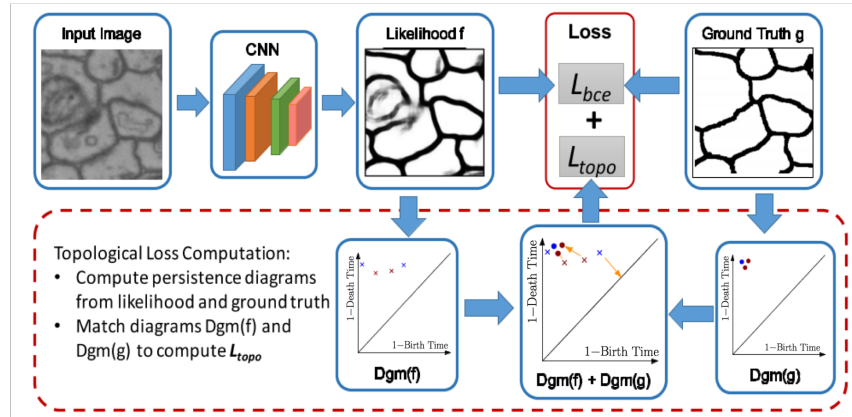 Input Image
CNN
Likelihood f
Loss
Ground Truth g
L_bce
+
L_topo
Topological Loss Computation:
• Compute persistence diagrams
from likelihood and ground truth
• Match diagrams Dgm(f) and
Dgm(g) to compute L_topo
1−Death Time
1−Birth Time
Dgm(f)
1−Death Time
1−Birth Time
Dgm(f) + Dgm(g)
1−Death Time
1−Birth Time
Dgm(g)